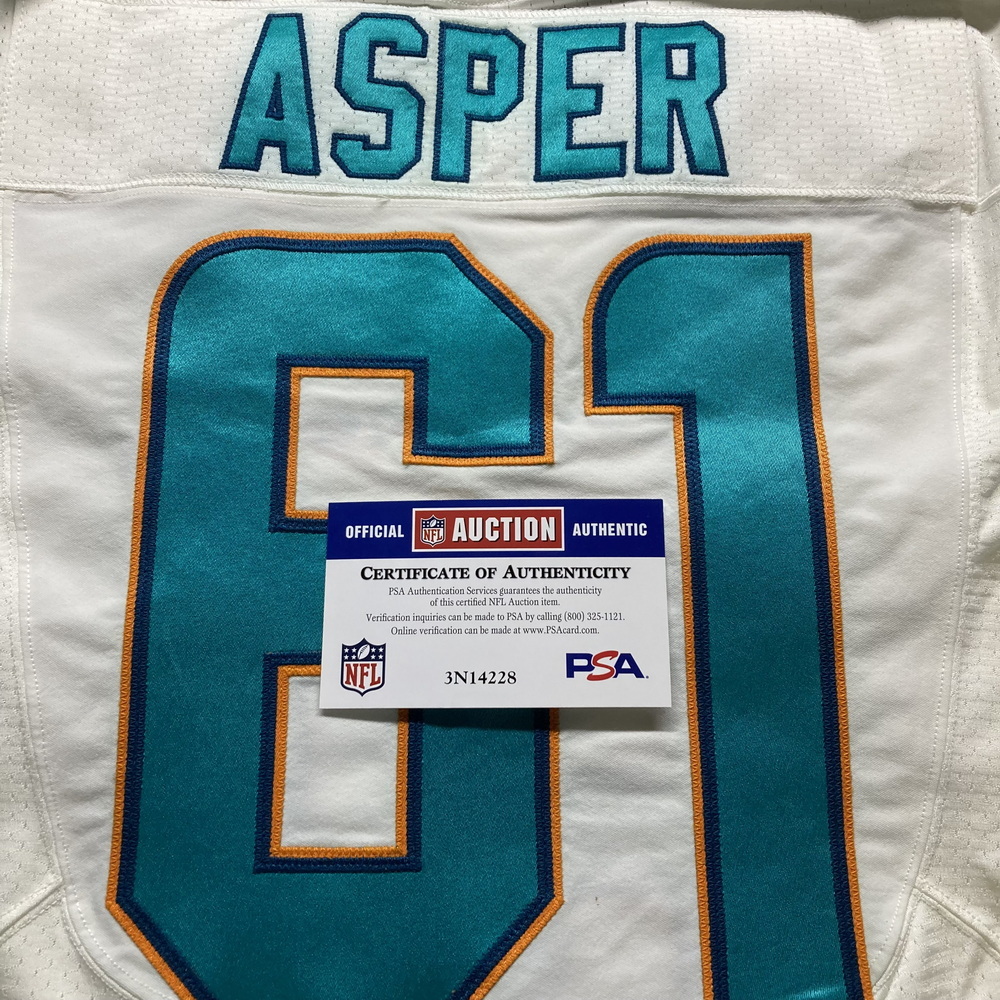 ASPER
61
OFFICIAL NFL AUCTION AUTHENTIC
CERTIFICATE OF AUTHENTICITY
PSA Authentication Services guarantees the authenticity
of this certified NFL Auction item.
Verification inquiries can be made to PSA by calling (800) 325-1121.
Online verification can be made at www.PSAcard.com.
NFL 3N14228 PSA